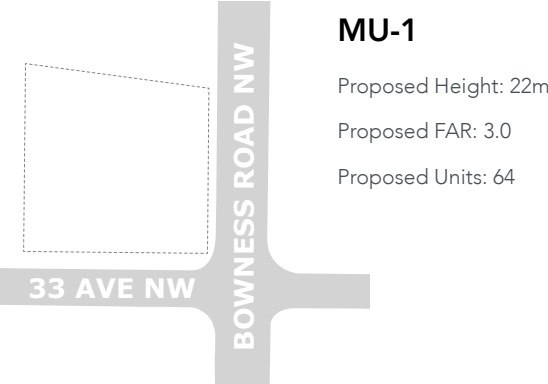 MU-1
Proposed Height: 22m
Proposed FAR: 3.0
Proposed Units: 64
BOWNESS ROAD NW
33 AVE NW